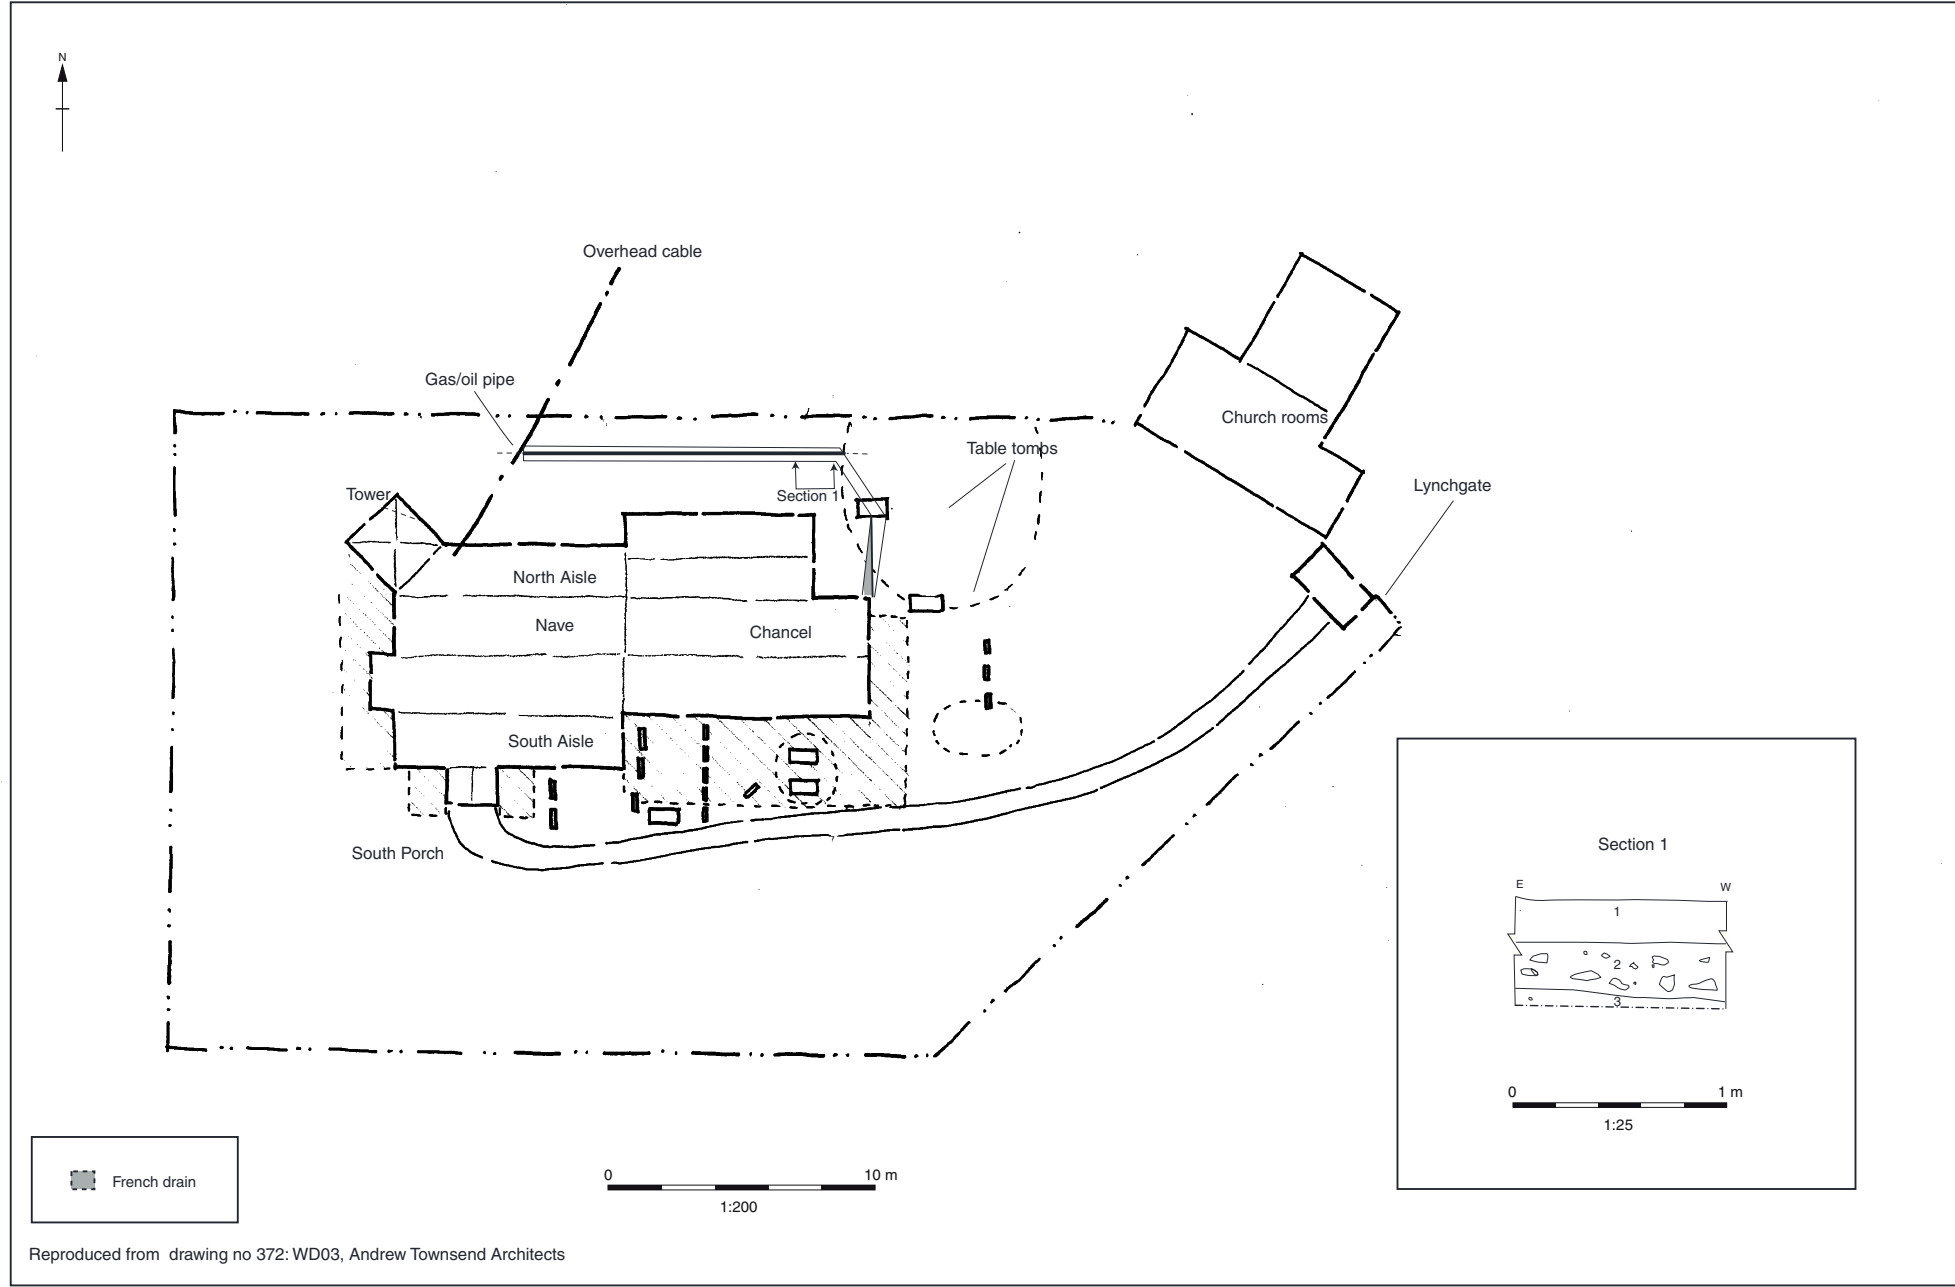 N
Overhead cable
Gas/oil pipe
Church rooms
Table tombs
Lynchgate
Tower
Section 1
North Aisle
Nave
Chancel
South Aisle
South Porch
Section 1
E
W
1
2
3
0
1 m
1:25
0
10 m
1:200
French drain
Reproduced from drawing no 372: WD03, Andrew Townsend Architects